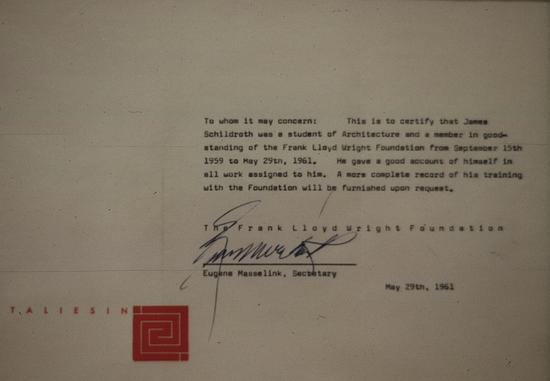 To whom it may concern: This is to certify that James
Schildroth was a student of Architecture and a member in good-
standing of the Frank Lloyd Wright Foundation from September 15th
1959 to May 29th, 1961. He gave a good account of himself in
all work assigned to him. A more complete record of his training
with the Foundation will be furnished upon request.
The Frank Lloyd Wright Foundation
Eugene Masselink, Secretary
May 29th, 1961
TALIESIN